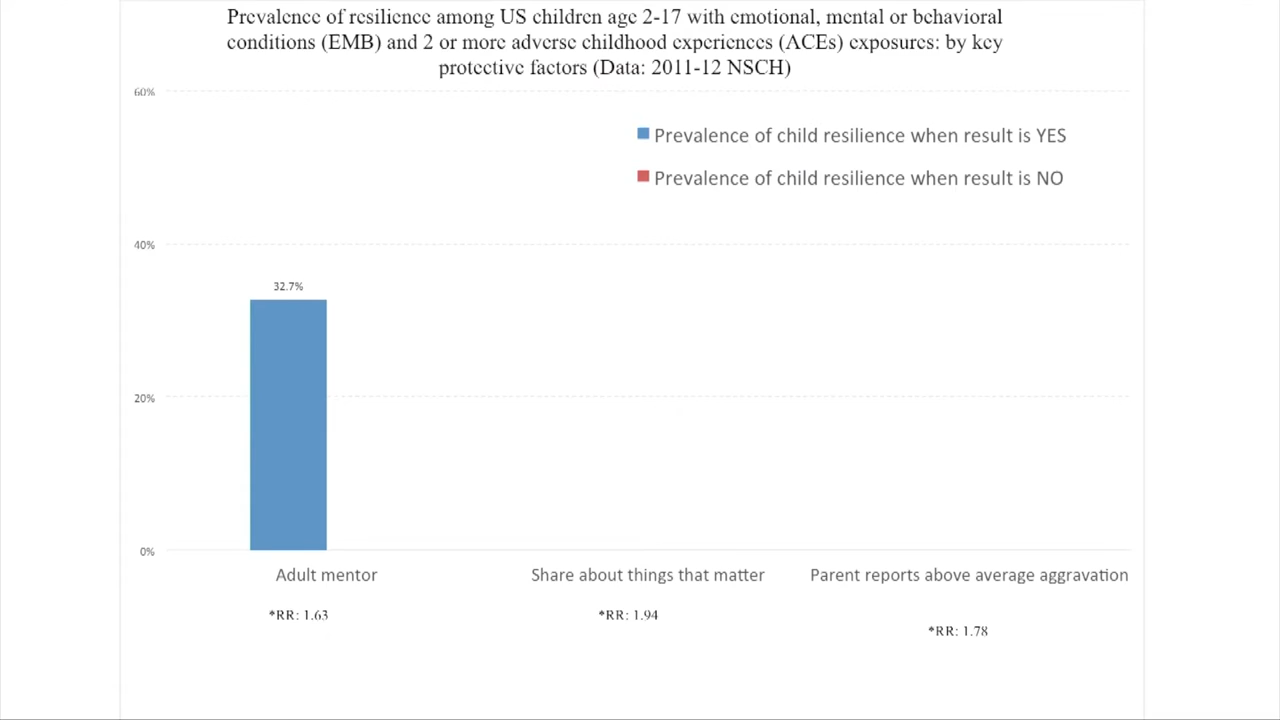 Prevalence of resilience among US children age 2-17 with emotional, mental or behavioral
conditions (EMB) and 2 or more adverse childhood experiences (ACEs) exposures: by key
protective factors (Data: 2011-12 NSCH)
60%
Prevalence of child resilience when result is YES
Prevalence of child resilience when result is NO
40%
32.7%
20%
0%
Adult mentor
Share about things that matter
Parent reports above average aggravation
*RR: 1.63
*RR: 1.94
*RR: 1.78